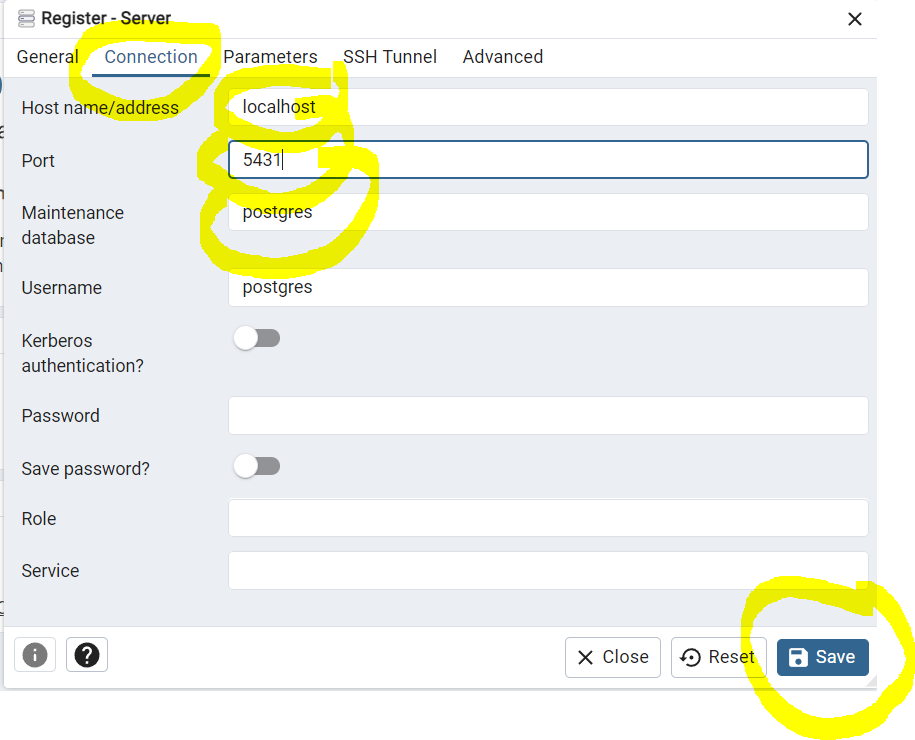 Register - Server
General Connection Parameters SSH Tunnel Advanced
Host name/address localhost
Port 5431
Maintenance
database
postgres
Username postgres
Kerberos
authentication?
Password
Save password?
Role
Service
Close Reset Save